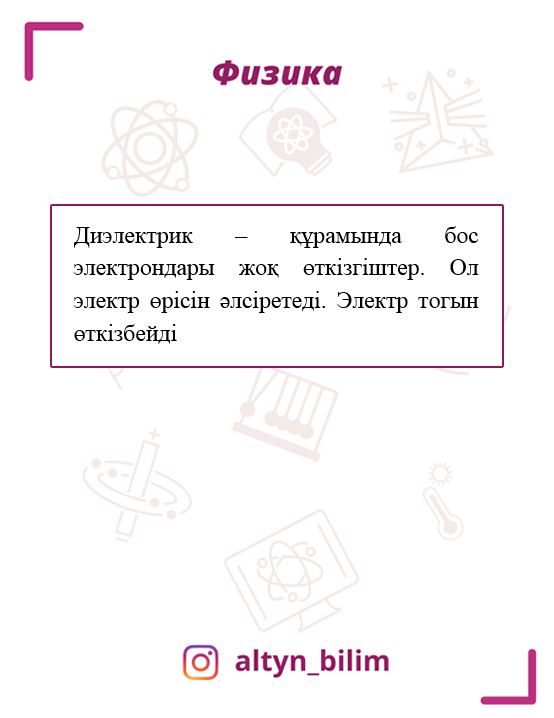 Физика
Диэлектрик – құрамында бос
электрондары жоқ өткізгіштер. Ол
электр өрісін әлсіретеді. Электр тогын
өткізбейді
altyn_bilim